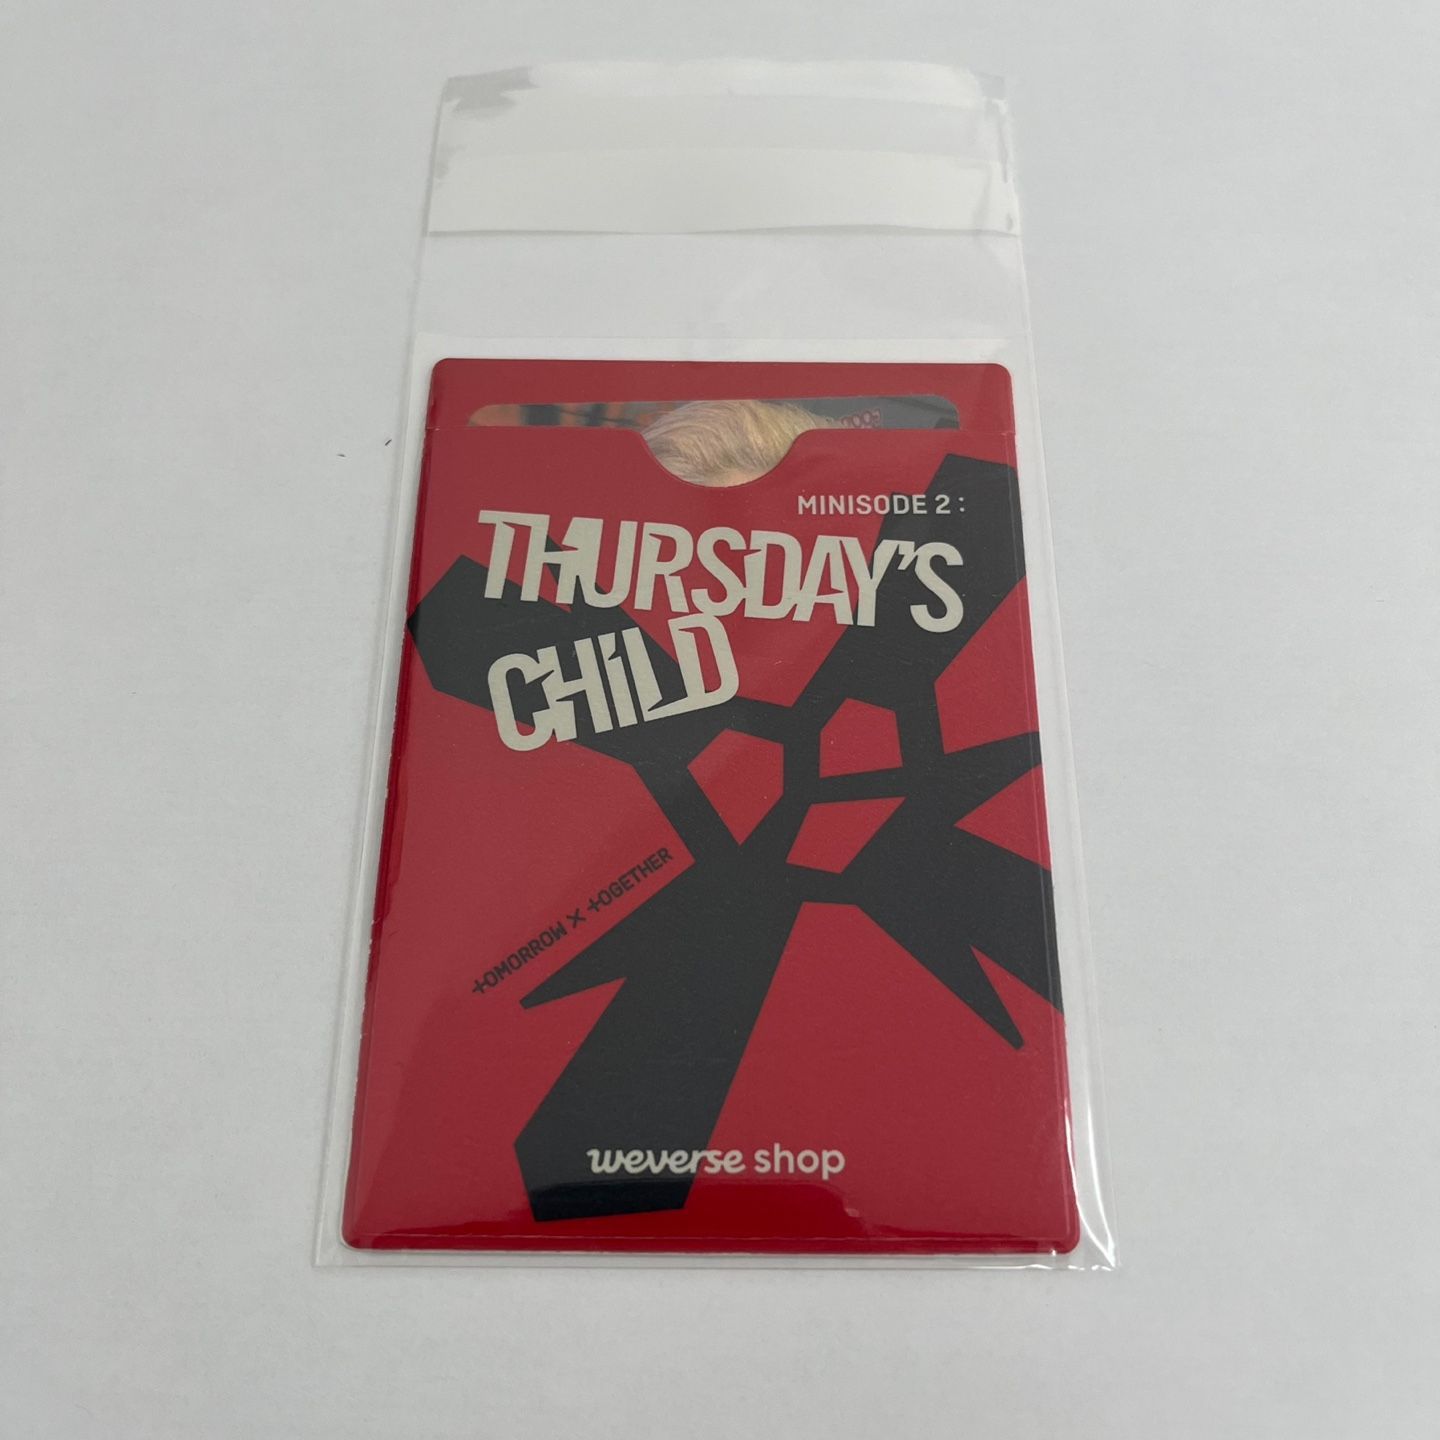 MINISODE 2 :
THURSDAY'S
CHILD
TOMORROW X TOGETHER
weverse shop